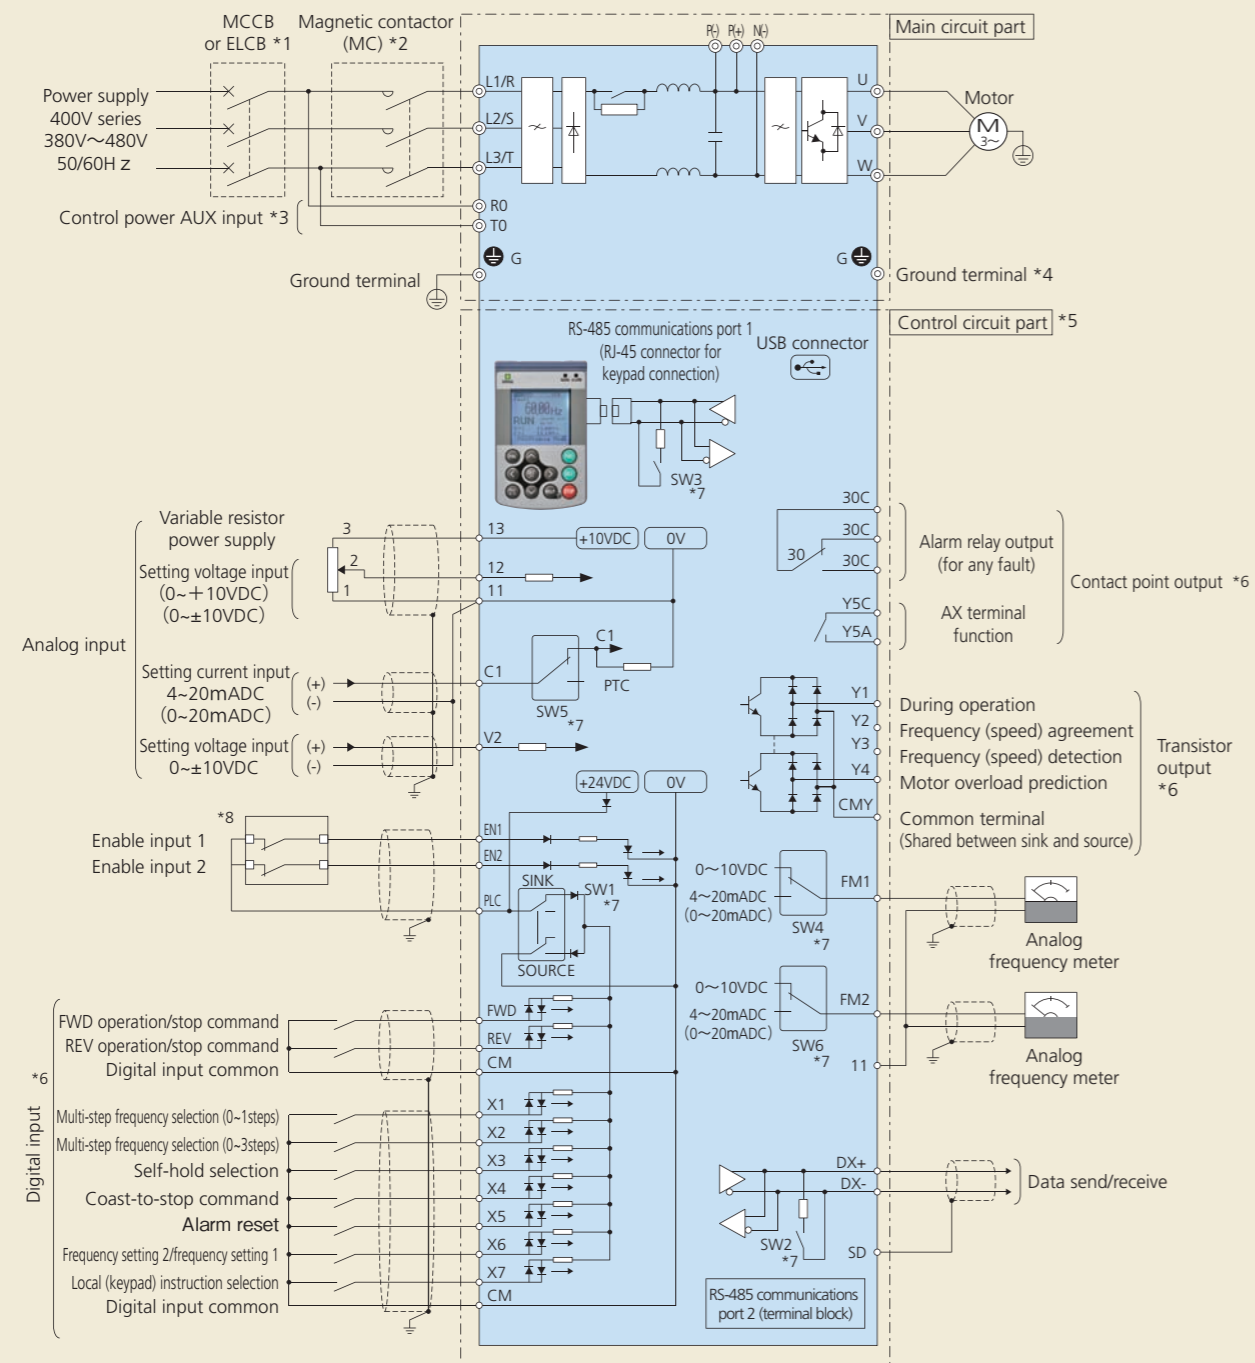 MCCB
or ELCB *1
Magnetic contactor
(MC) *2
P(-) P(+) N(-)
Main circuit part
Power supply
400V series
380V～480V
50/60H z
L1/R
L2/S
L3/T
U
V
W
Motor
M
3～
Control power AUX input *3
R0
T0
G
G
Ground terminal
Ground terminal *4
Control circuit part *5
RS-485 communications port 1
(RJ-45 connector for
keypad connection)
USB connector
60.00Hz
RUN
SW3
*7
Analog input
Variable resistor
power supply
3
2
1
13
+10VDC
0V
Setting voltage input
(0~＋10VDC)
(0~±10VDC)
12
11
Setting current input
4~20mADC
(0~20mADC)
(+)
(-)
C1
C1
PTC
SW5
*7
Setting voltage input
0~±10VDC
(+)
(-)
V2
30C
30C
30
30C
Alarm relay output
(for any fault)
Contact point output *6
Y5C
Y5A
AX terminal
function
Y1
During operation
Y2
Frequency (speed) agreement
Y3
Frequency (speed) detection
Y4
Motor overload prediction
CMY
Common terminal
(Shared between sink and source)
Transistor
output
*6
+24VDC
0V
*8
Enable input 1
Enable input 2
EN1
EN2
PLC
SINK
SW1
*7
SOURCE
0～10VDC
4～20mADC
(0～20mADC)
SW4
*7
FM1
Analog
frequency meter
0～10VDC
4～20mADC
(0～20mADC)
SW6
*7
FM2
11
Analog
frequency meter
*6
Digital input
FWD operation/stop command
FWD
REV operation/stop command
REV
Digital input common
CM
Multi-step frequency selection (0~1steps)
X1
Multi-step frequency selection (0~3steps)
X2
Self-hold selection
X3
Coast-to-stop command
X4
Alarm reset
X5
Frequency setting 2/frequency setting 1
X6
Local (keypad) instruction selection
X7
Digital input common
CM
DX+
DX-
Data send/receive
SW2
*7
SD
RS-485 communications
port 2 (terminal block)